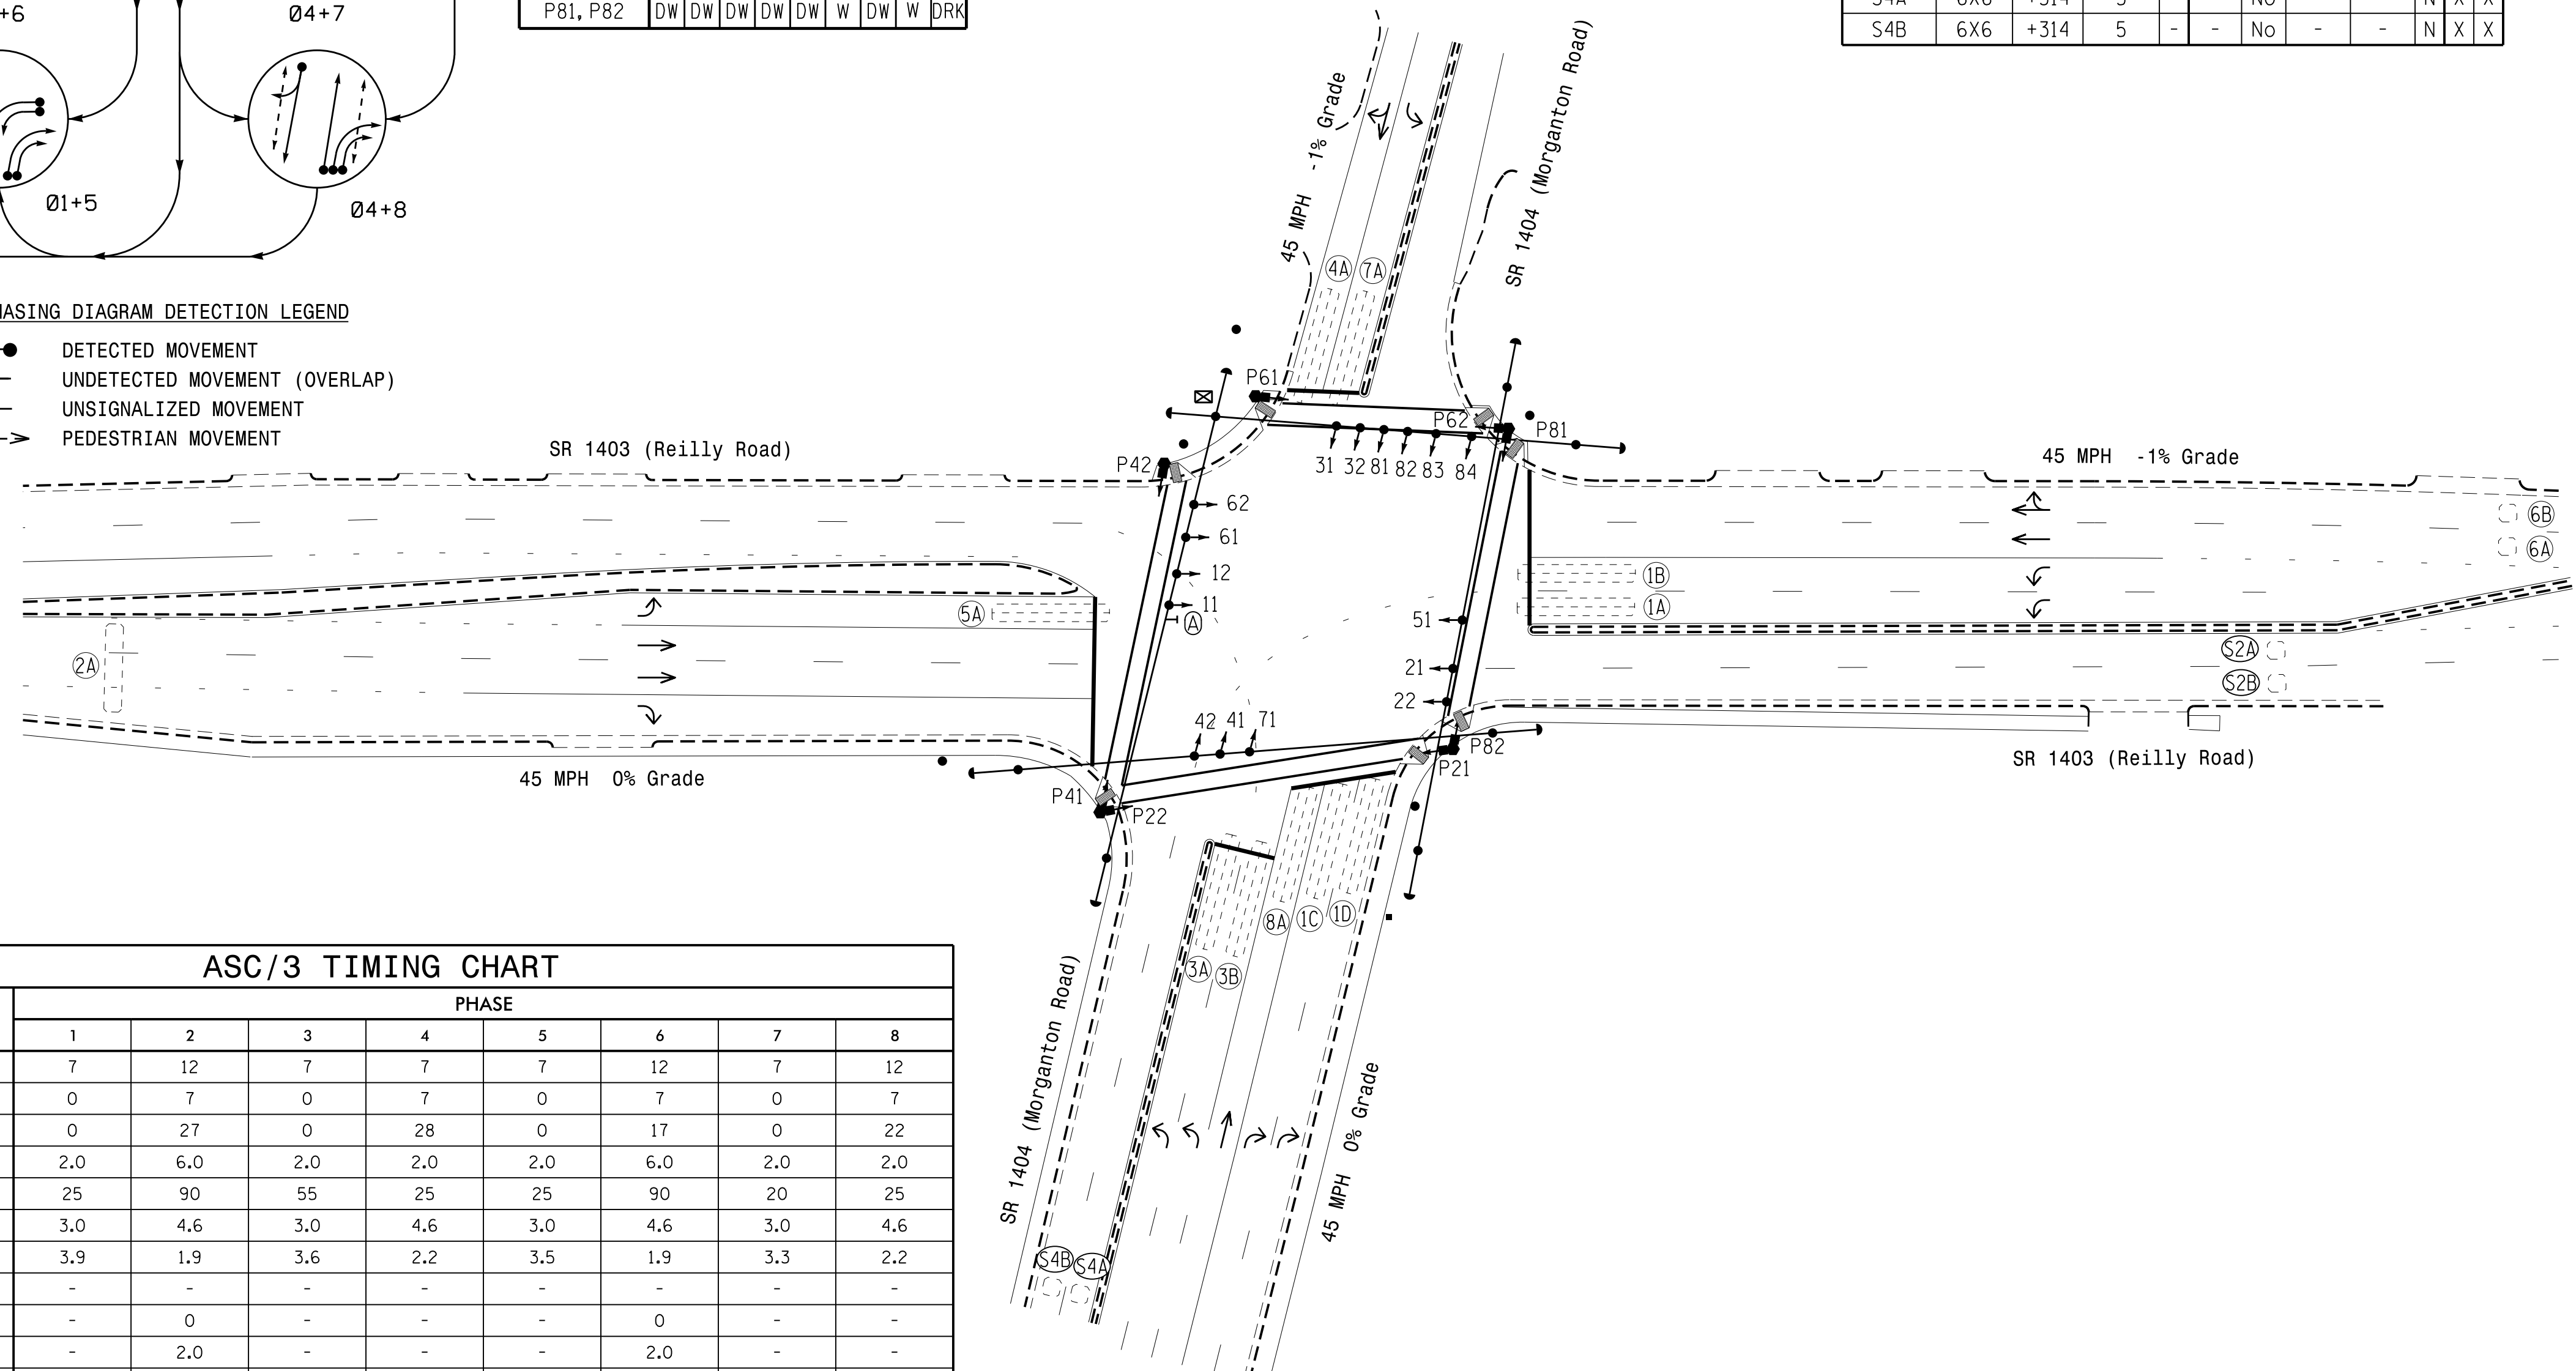 +6
Ø4+7
Ø1+5
Ø4+8
P81, P82 DW DW DW DW DW W DW W DRK
S4B 6X6 +314 5 - - No - - N X X
HASING DIAGRAM DETECTION LEGEND
DETECTED MOVEMENT
UNDETECTED MOVEMENT (OVERLAP)
UNSIGNALIZED MOVEMENT
PEDESTRIAN MOVEMENT
45 MPH -1% Grade
SR 1404 (Morganton Road)
4A 7A
P61
P62
P81
P42
31 32 81 82 83 84
SR 1403 (Reilly Road)
45 MPH -1% Grade
62
61
12
11
A
6B
6A
1B
1A
5A
51
21
22
2A
S2A
S2B
42 41 71
P82
P21
P41
P22
45 MPH 0% Grade
SR 1403 (Reilly Road)
8A 1C 1D
3A 3B
SR 1404 (Morganton Road)
45 MPH 0% Grade
S4B S4A
ASC/3 TIMING CHART
PHASE
1 2 3 4 5 6 7 8
7 12 7 7 7 12 7 12
0 7 0 7 0 7 0 7
0 27 0 28 0 17 0 22
2.0 6.0 2.0 2.0 2.0 6.0 2.0 2.0
25 90 55 25 25 90 20 25
3.0 4.6 3.0 4.6 3.0 4.6 3.0 4.6
3.9 1.9 3.6 2.2 3.5 1.9 3.3 2.2
- - - - - - - -
- 0 - - - 0 - -
- 2.0 - - - 2.0 - -